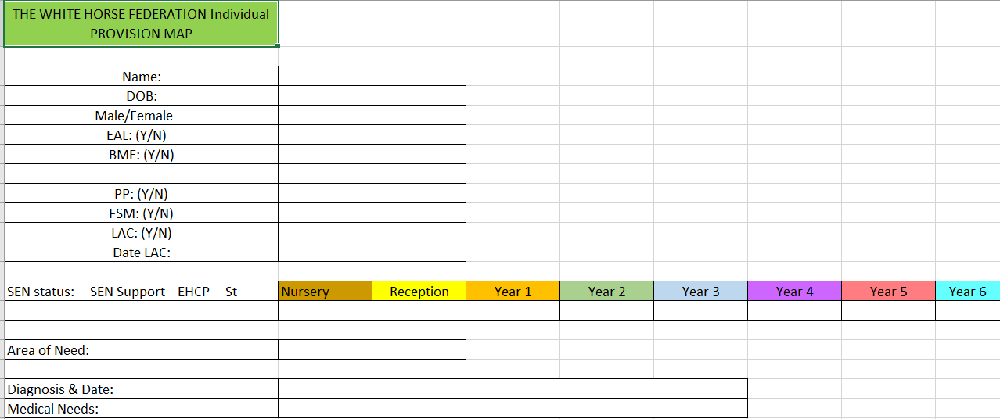 THE WHITE HORSE FEDERATION Individual
PROVISION MAP
Name:
DOB:
Male/Female
EAL: (Y/N)
BME: (Y/N)
PP: (Y/N)
FSM: (Y/N)
LAC: (Y/N)
Date LAC:
SEN status: SEN Support EHCP St Nursery Reception Year 1 Year 2 Year 3 Year 4 Year 5 Year 6
Area of Need:
Diagnosis & Date:
Medical Needs: